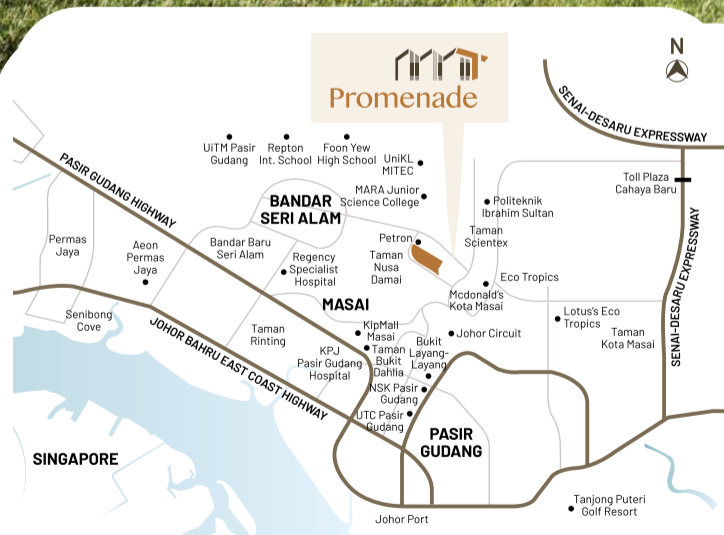 N
Promenade
SENAI-DESARU EXPRESSWAY
UiTM Pasir
Gudang
Repton
Int. School
Foon Yew
High School
UniKL
MITEC
PASIR GUDANG HIGHWAY
Toll Plaza
Cahaya Baru
MARA Junior
Science College
BANDAR
SERI ALAM
Politeknik
Ibrahim Sultan
Permas
Jaya
Aeon
Permas
Jaya
Bandar Baru
Seri Alam
Petron
Taman
Scientex
Regency
Specialist
Hospital
Taman
Nusa
Damai
SENAI-DESARU EXPRESSWAY
Eco Tropics
Mcdonald's
Kota Masai
MASAI
Senibong
Cove
Taman
Rinting
KipMall
Masai
Johor Circuit
Lotus's Eco
Tropics
Taman
Kota Masai
JOHOR BAHRU EAST COAST HIGHWAY
KPJ
Pasir Gudang
Hospital
Taman
Bukit
Dahlia
Bukit
Layang-
Layang
NSK Pasir
Gudang
UTC Pasir
Gudang
PASIR
GUDANG
SINGAPORE
Johor Port
Tanjong Puteri
Golf Resort